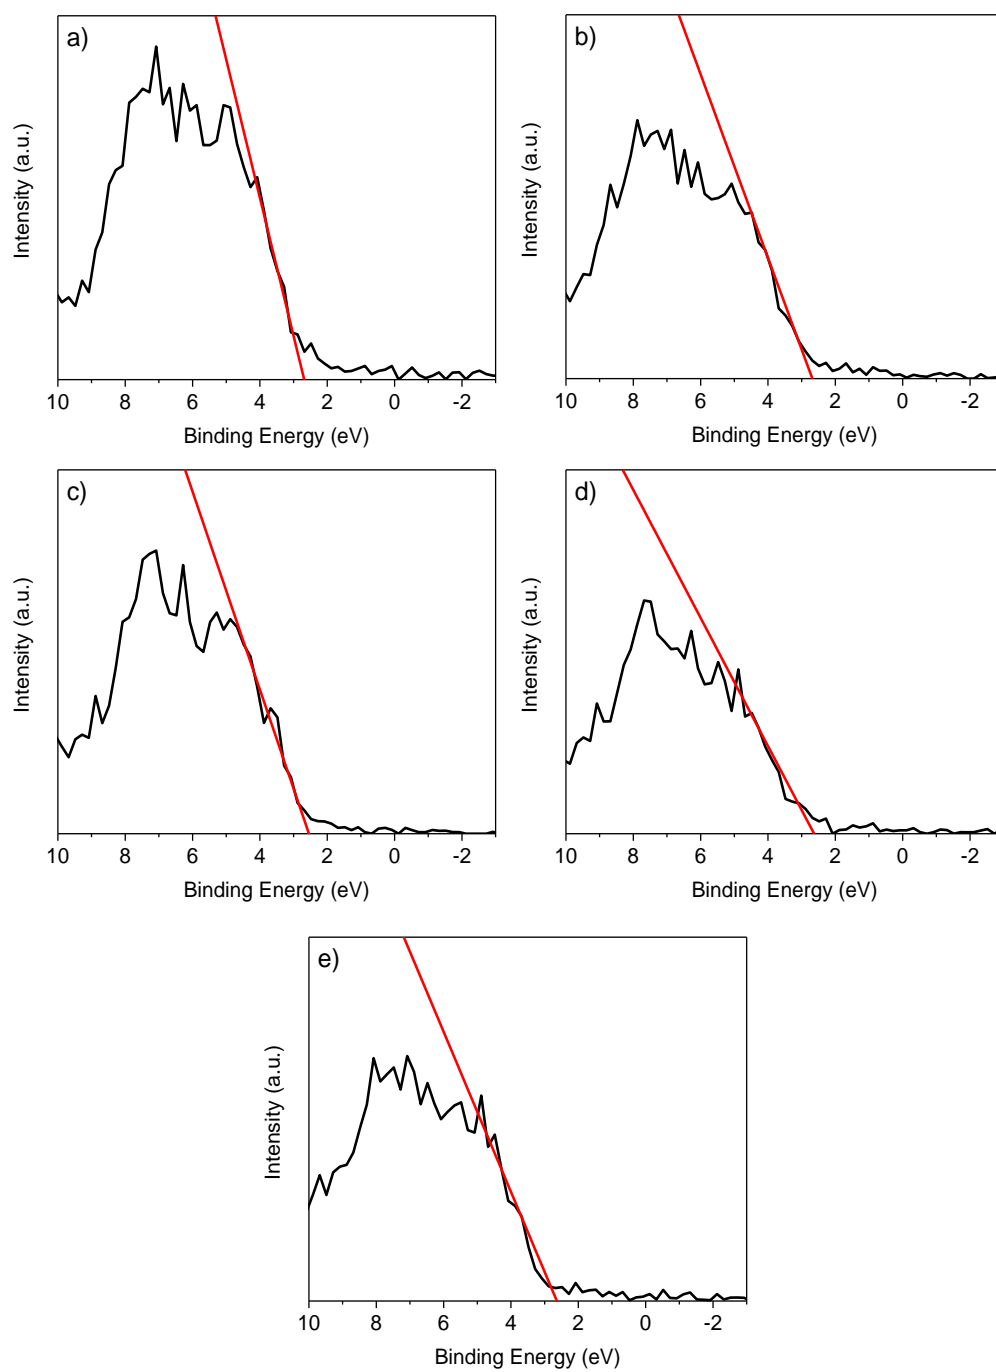 a)
Intensity (a.u.)
10 8 6 4 2 0 -2
Binding Energy (eV)
b)
Intensity (a.u.)
10 8 6 4 2 0 -2
Binding Energy (eV)
c)
Intensity (a.u.)
10 8 6 4 2 0 -2
Binding Energy (eV)
d)
Intensity (a.u.)
10 8 6 4 2 0 -2
Binding Energy (eV)
e)
Intensity (a.u.)
10 8 6 4 2 0 -2
Binding Energy (eV)